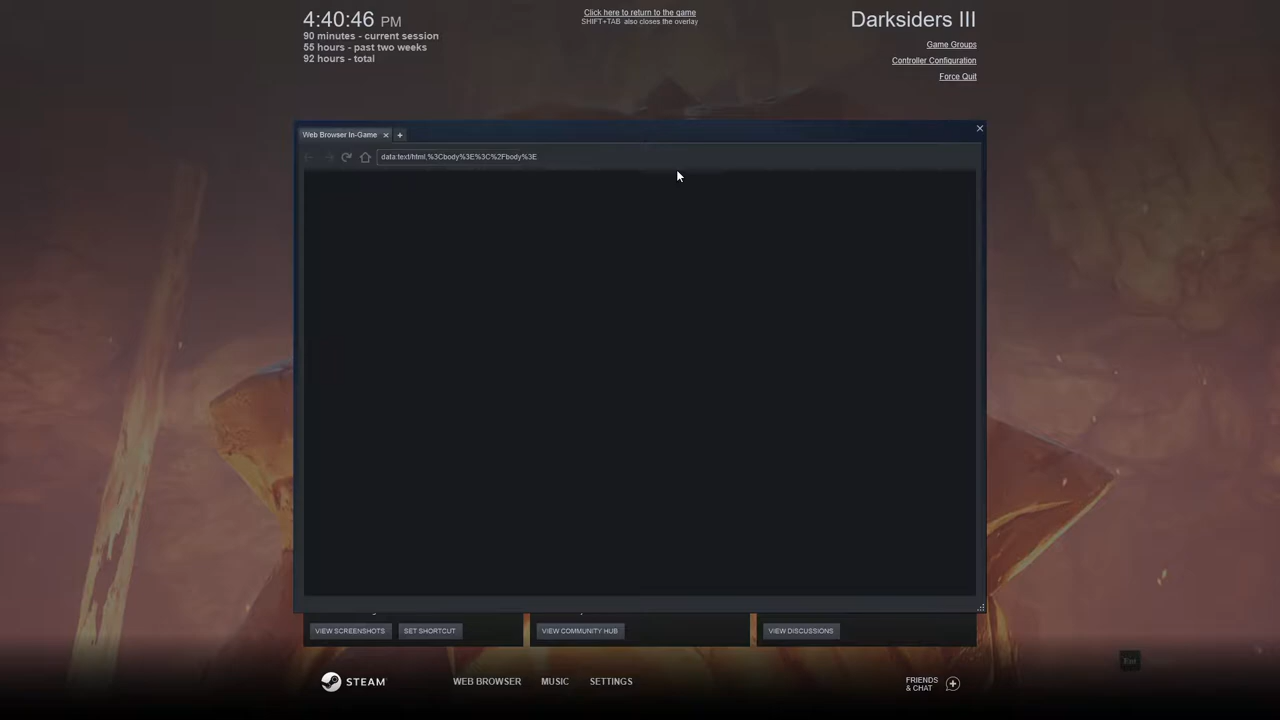 4:40:46 PM
90 minutes - current session
55 hours - past two weeks
92 hours - total
Click here to return to the game
SHIFT+TAB also closes the overlay
Darksiders III
Game Groups
Controller Configuration
Force Quit
Web Browser In-Game
data:text/html,%3Cbody%3E%3C%2Fbody%3E
VIEW SCREENSHOTS
SET SHORTCUT
VIEW COMMUNITY HUB
VIEW DISCUSSIONS
Exit
STEAM
WEB BROWSER
MUSIC
SETTINGS
FRIENDS
& CHAT